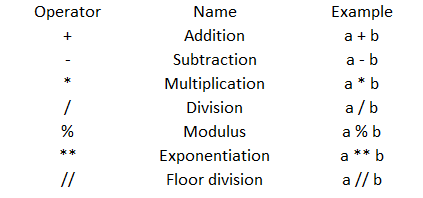 Operator Name Example
+ Addition a + b
- Subtraction a - b
* Multiplication a * b
/ Division a / b
% Modulus a % b
** Exponentiation a ** b
// Floor division a // b